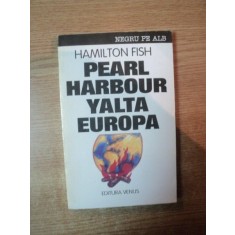 NEGRU PE ALB
HAMILTON FISH
PEARL
HARBOUR
YALTA
EUROPA
EDITURA VENUS